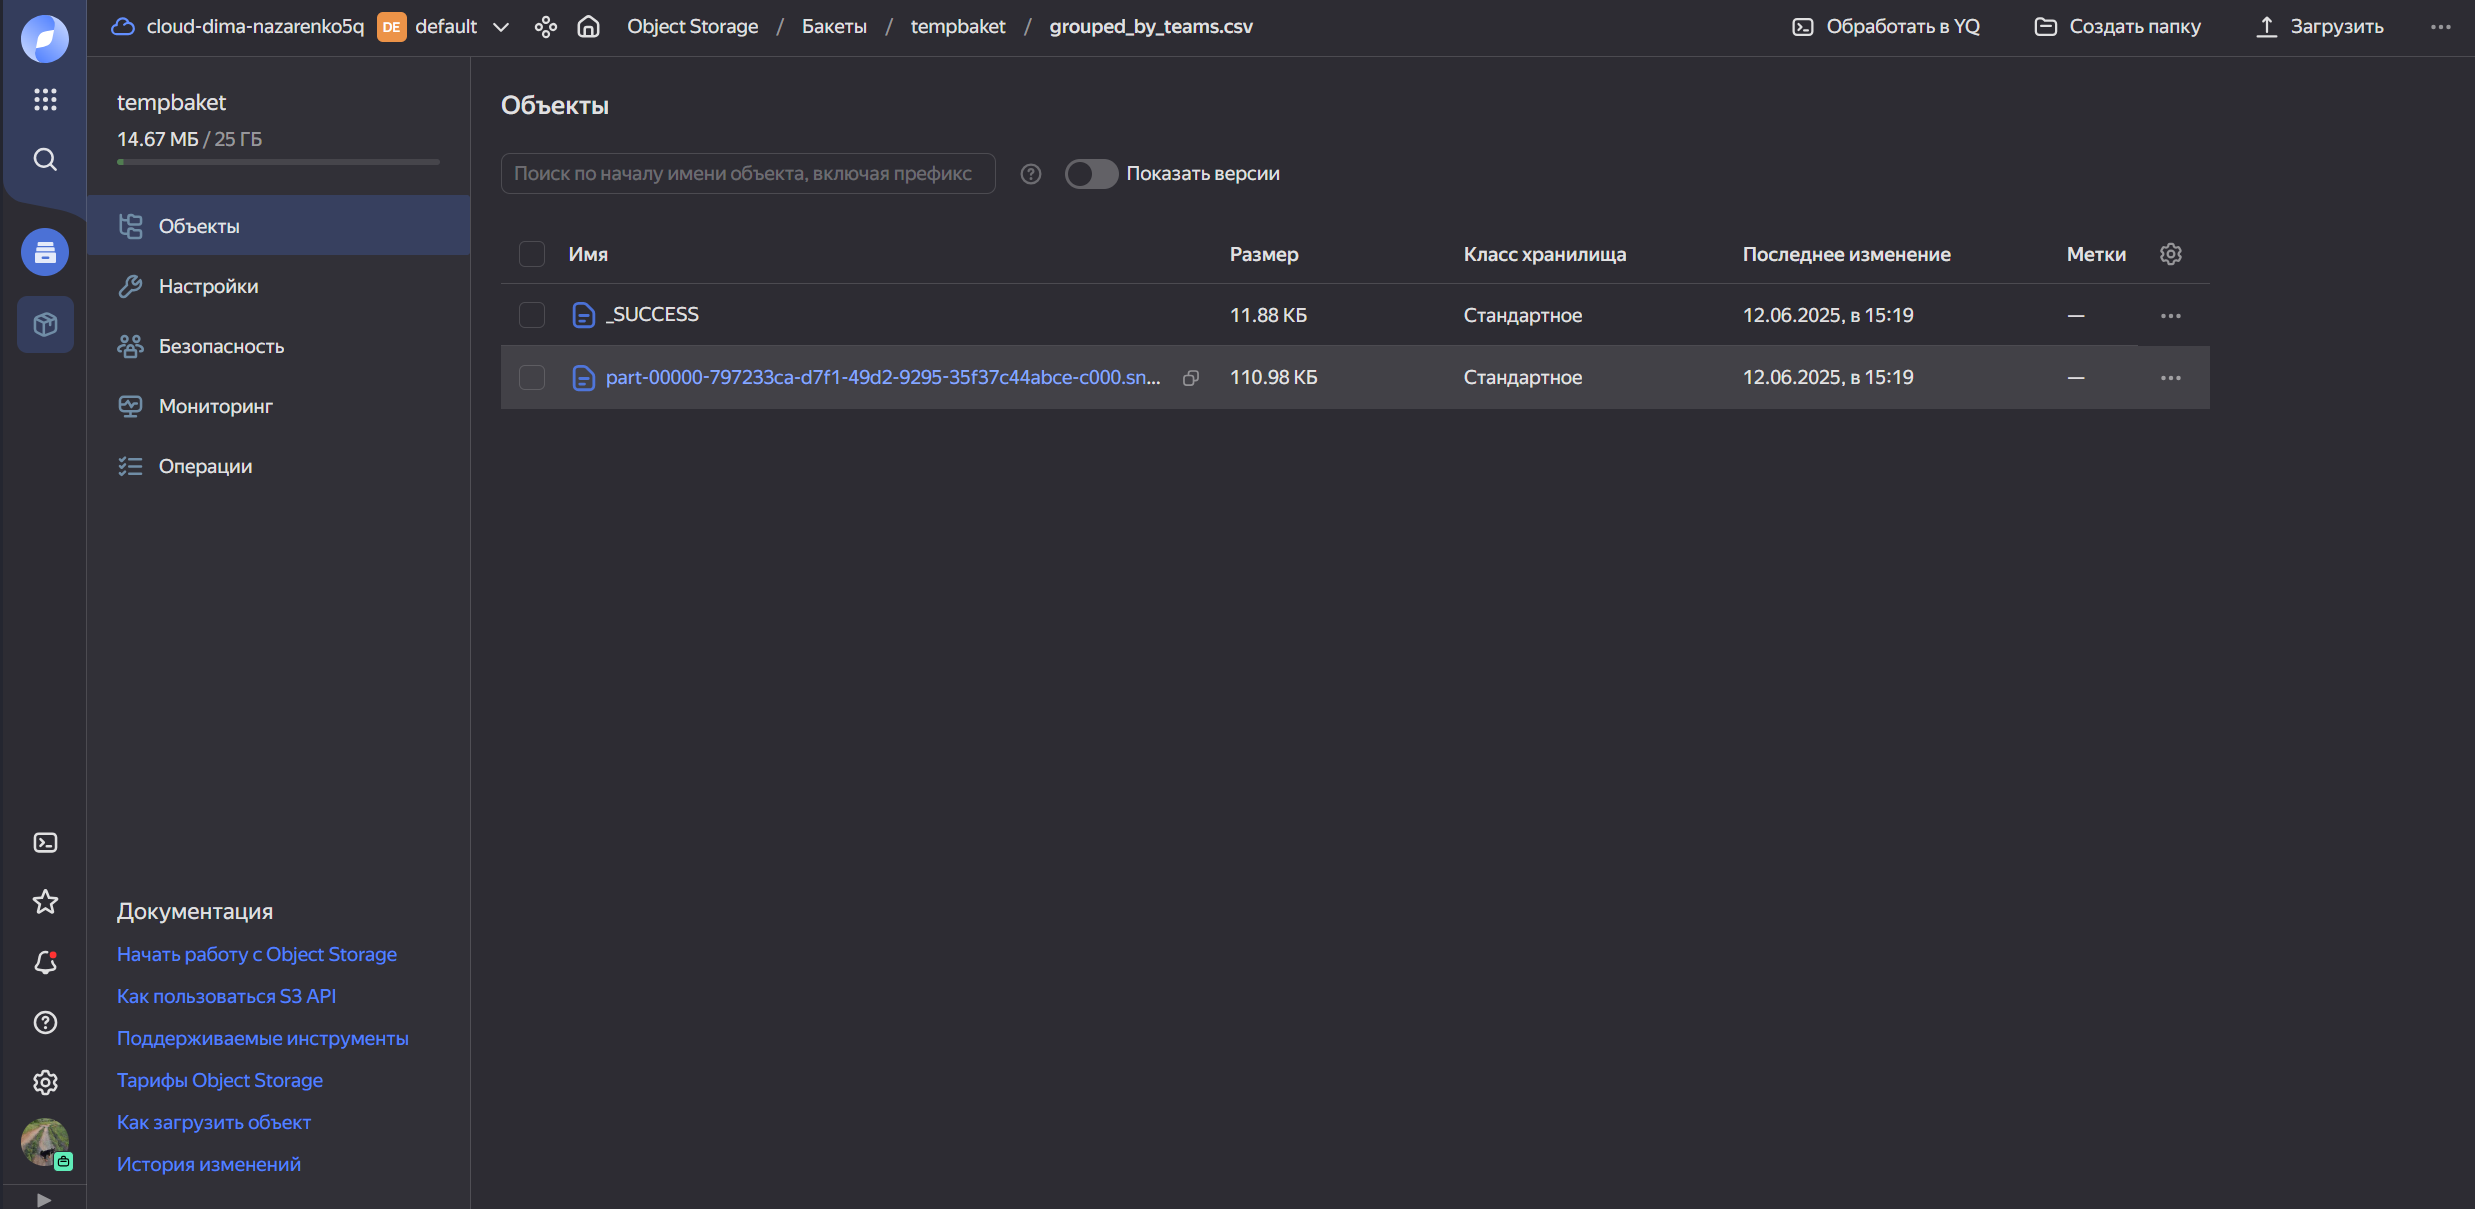 cloud-dima-nazarenko5q DE default Object Storage / Бакеты / tempbaket / grouped_by_teams.csv Обработать в YQ Создать папку Загрузить
tempbaket
14.67 МБ / 25 ГБ
Объекты
Настройки
Безопасность
Мониторинг
Операции
Документация
Начать работу с Object Storage
Как пользоваться S3 API
Поддерживаемые инструменты
Тарифы Object Storage
Как загрузить объект
История изменений
Объекты
Поиск по началу имени объекта, включая префикс Показать версии
Имя Размер Класс хранилища Последнее изменение Метки
_SUCCESS 11.88 КБ Стандартное 12.06.2025, в 15:19 —
part-00000-797233ca-d7f1-49d2-9295-35f37c44abce-c000.sn... 110.98 КБ Стандартное 12.06.2025, в 15:19 —